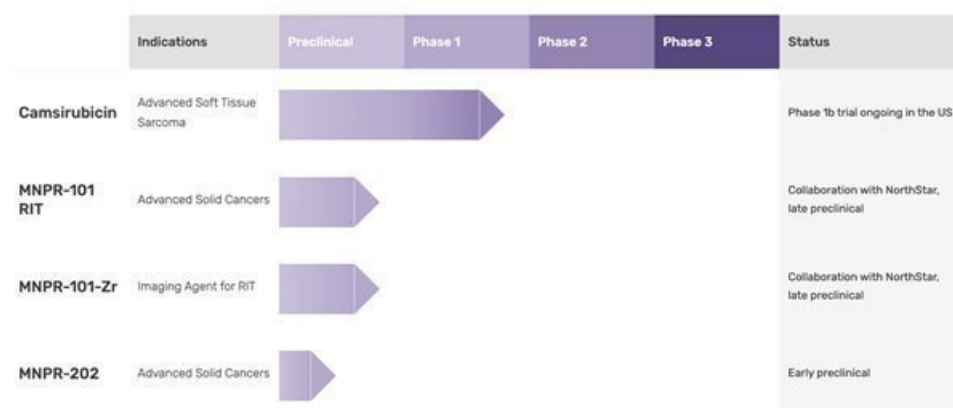 Indications Preclinical Phase 1 Phase 2 Phase 3 Status
Camsirubicin
Advanced Soft Tissue
Sarcoma
Phase 1b trial ongoing in the US
MNPR-101
RIT
Advanced Solid Cancers
Collaboration with NorthStar,
late preclinical
MNPR-101-Zr
Imaging Agent for RIT
Collaboration with NorthStar,
late preclinical
MNPR-202
Advanced Solid Cancers
Early preclinical